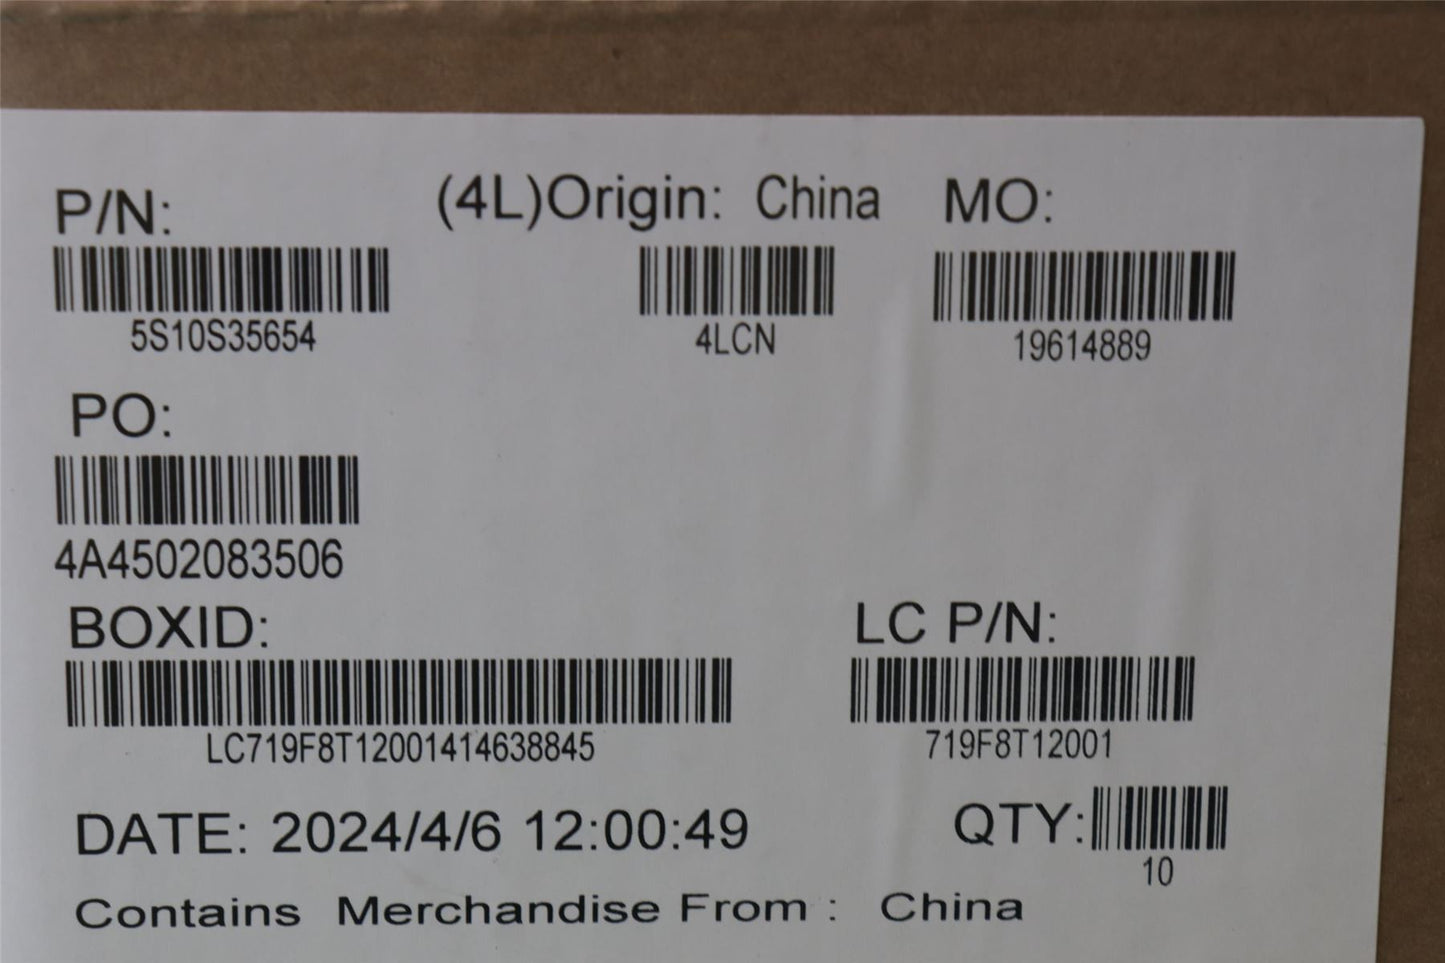 P/N: (4L)Origin: China MO:
5S10S35654 4LCN 19614889
PO:
4A4502083506
BOXID: LC P/N:
LC719F8T12001414638845 719F8T12001
DATE: 2024/4/6 12:00:49 QTY:
10
Contains Merchandise From : China